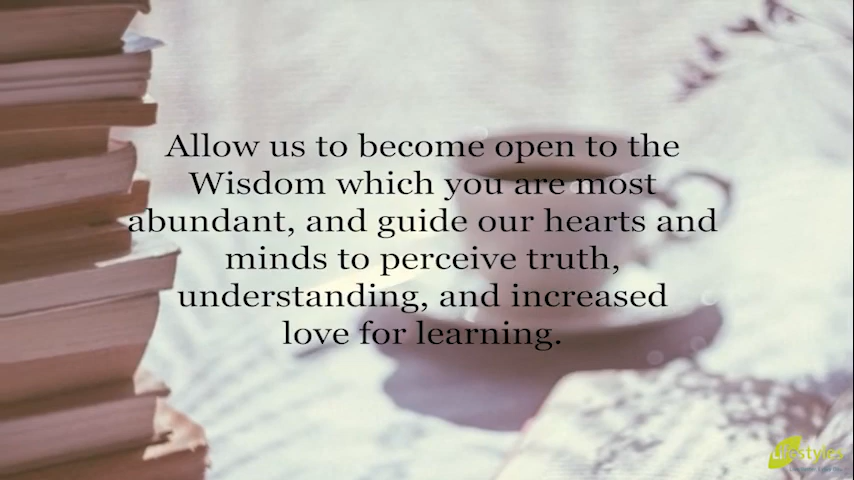 Allow us to become open to the
Wisdom which you are most
abundant, and guide our hearts and
minds to perceive truth,
understanding, and increased
love for learning.
Lifestyles